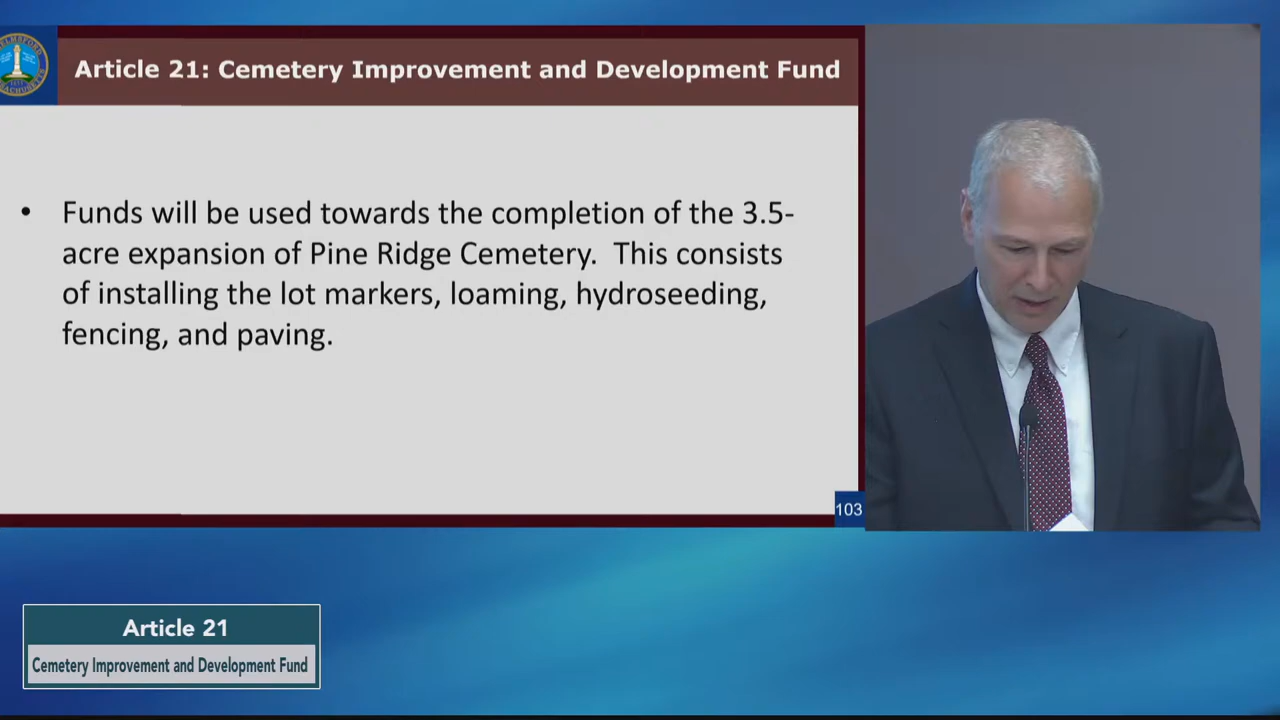 Article 21: Cemetery Improvement and Development Fund
• Funds will be used towards the completion of the 3.5-
acre expansion of Pine Ridge Cemetery. This consists
of installing the lot markers, loaming, hydroseeding,
fencing, and paving.
103
Article 21
Cemetery Improvement and Development Fund